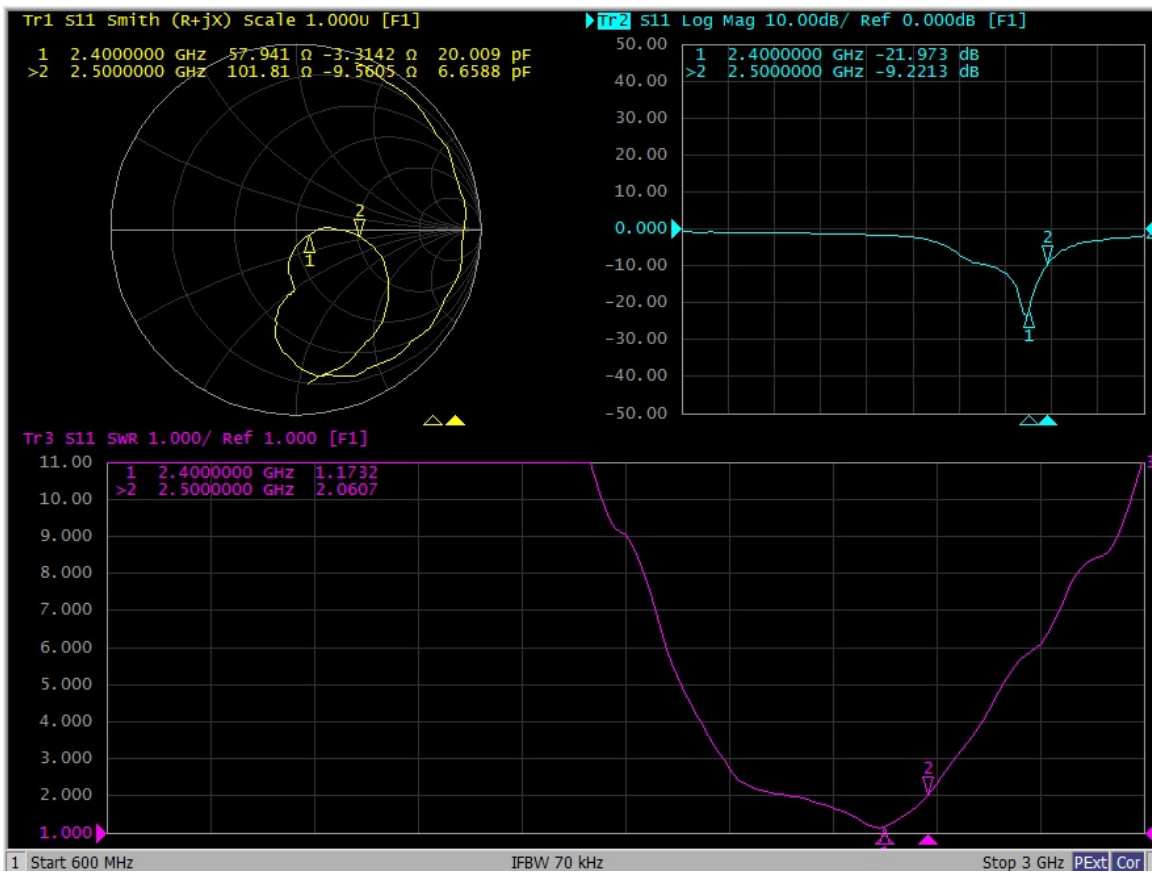 Tr1 S11 Smith (R+jX) Scale 1.000U [F1]
1 2.4000000 GHz 57.941 Ω -3.3142 Ω 20.009 pF
>2 2.5000000 GHz 101.81 Ω -9.5605 Ω 6.6588 pF
2
1
Tr2 S11 Log Mag 10.00dB/ Ref 0.000dB [F1]
50.00
1 2.4000000 GHz -21.973 dB
>2 2.5000000 GHz -9.2213 dB
40.00
30.00
20.00
10.00
0.000
2
-10.00
-20.00
-30.00
1
-40.00
-50.00
Tr3 S11 SWR 1.000/ Ref 1.000 [F1]
11.00
1 2.4000000 GHz 1.1732
>2 2.5000000 GHz 2.0607
10.00
9.000
8.000
7.000
6.000
5.000
4.000
3.000
2
2.000
1.000
1 Start 600 MHz IFBW 70 kHz Stop 3 GHz PExt Cor